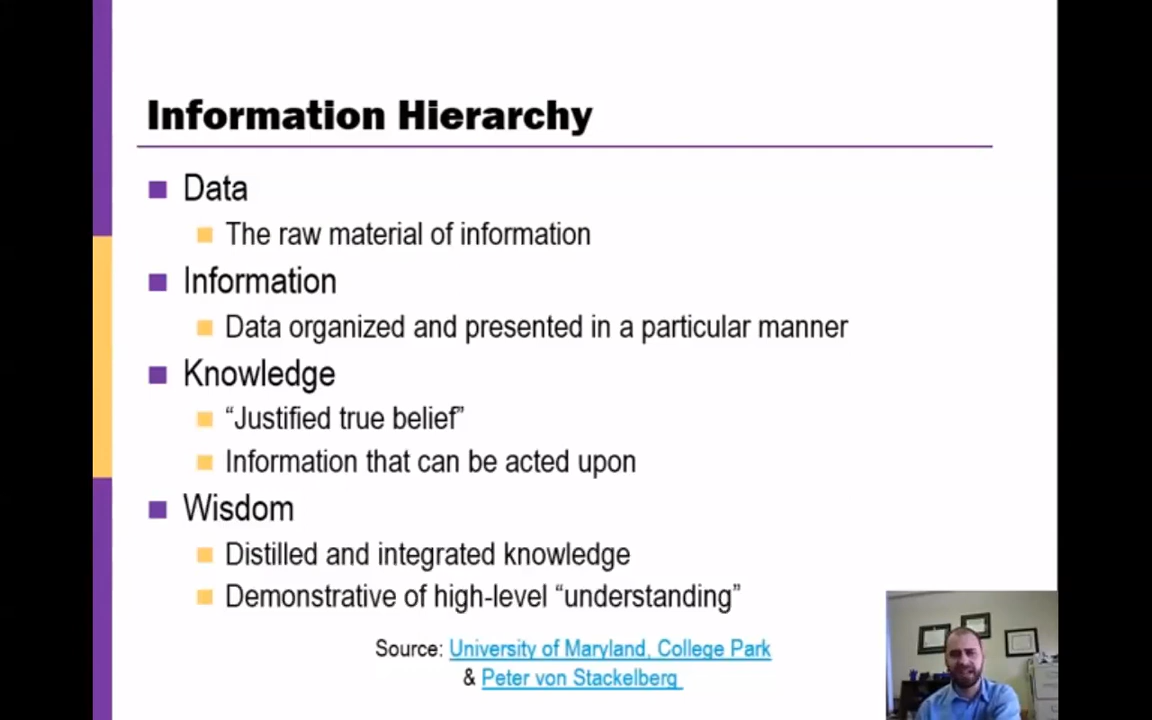 Information Hierarchy
Data
The raw material of information
Information
Data organized and presented in a particular manner
Knowledge
“Justified true belief”
Information that can be acted upon
Wisdom
Distilled and integrated knowledge
Demonstrative of high-level “understanding”
Source: University of Maryland, College Park
& Peter von Stackelberg